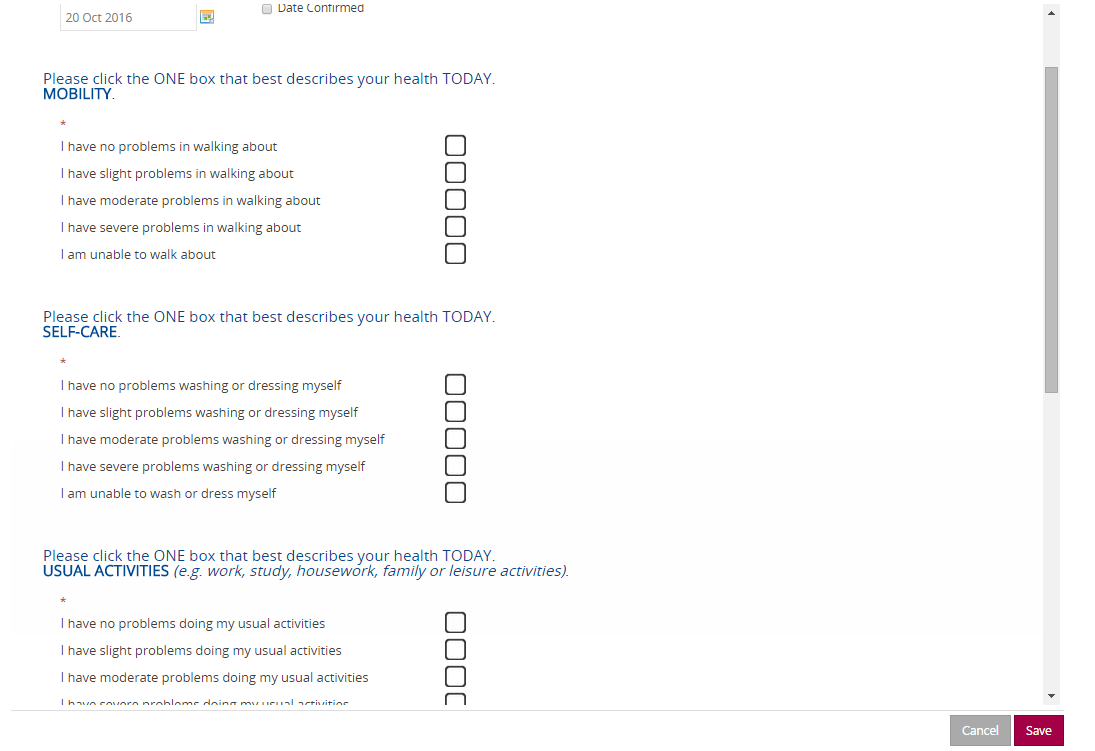 20 Oct 2016
Date Confirmed
Please click the ONE box that best describes your health TODAY.
MOBILITY.
*
I have no problems in walking about
I have slight problems in walking about
I have moderate problems in walking about
I have severe problems in walking about
I am unable to walk about
Please click the ONE box that best describes your health TODAY.
SELF-CARE.
*
I have no problems washing or dressing myself
I have slight problems washing or dressing myself
I have moderate problems washing or dressing myself
I have severe problems washing or dressing myself
I am unable to wash or dress myself
Please click the ONE box that best describes your health TODAY.
USUAL ACTIVITIES (e.g. work, study, housework, family or leisure activities).
*
I have no problems doing my usual activities
I have slight problems doing my usual activities
I have moderate problems doing my usual activities
I have severe problems doing my usual activities
Cancel Save